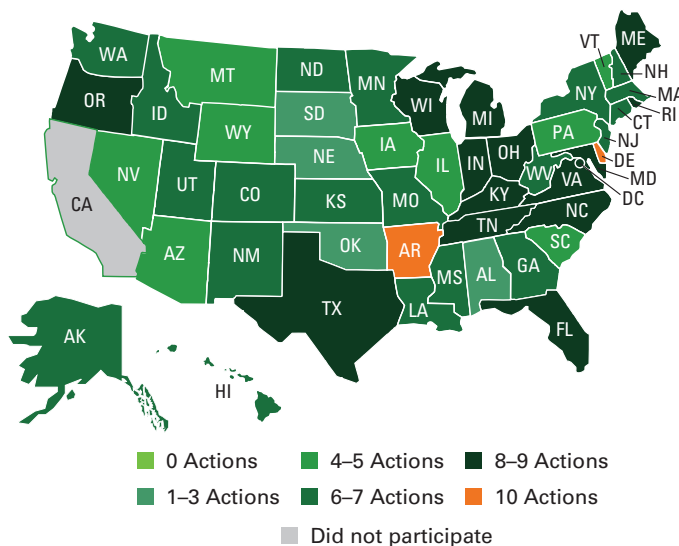 WA
MT
ND
MN
VT
ME
NH
OR
ID
SD
WI
MI
NY
MA
RI
WY
CT
NE
IA
PA
NJ
IL
IN
OH
DE
NV
UT
CO
KS
MO
WV
VA
MD
DC
CA
KY
NC
AZ
NM
OK
AR
TN
SC
MS
AL
GA
TX
LA
FL
AK
HI
0 Actions
4–5 Actions
8–9 Actions
1–3 Actions
6–7 Actions
10 Actions
Did not participate